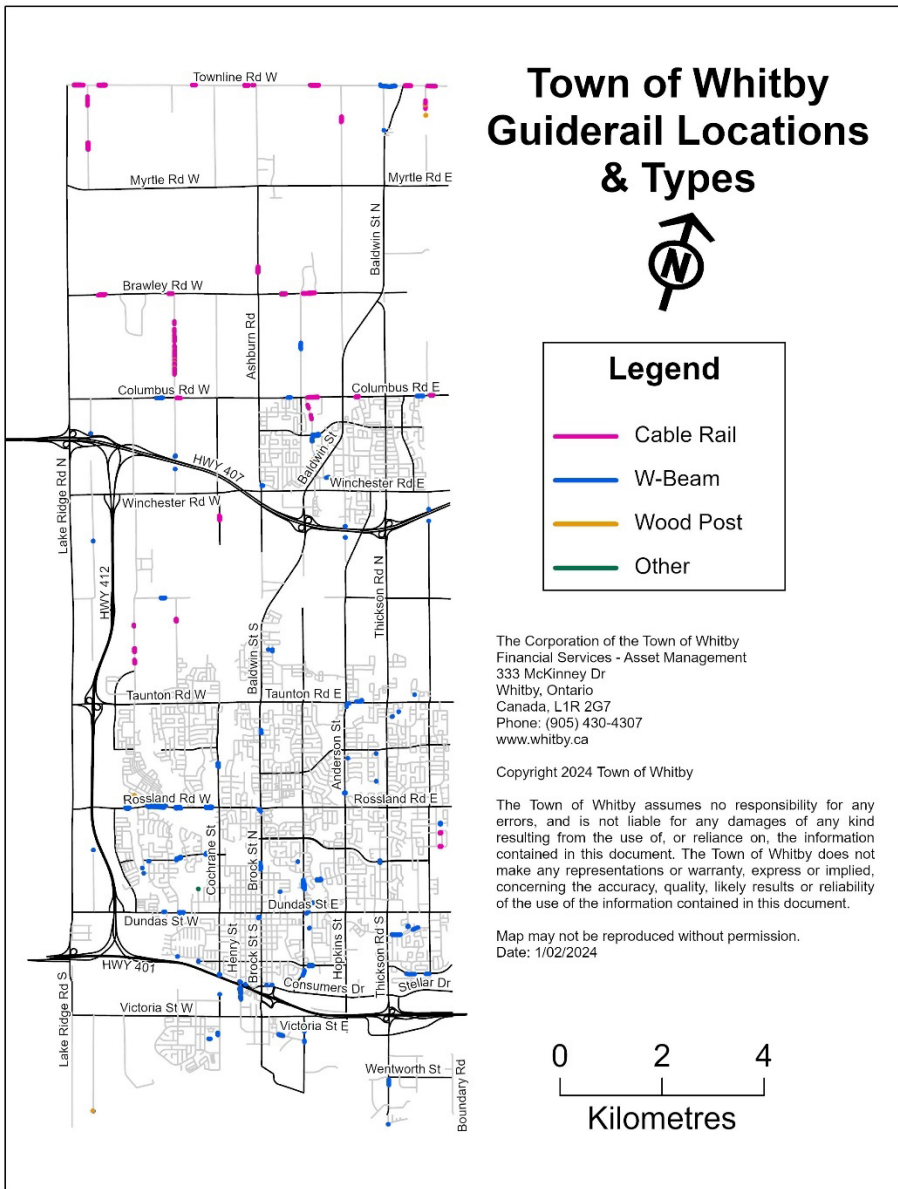 Town of Whitby
Guiderail Locations
& Types
N
Legend
Cable Rail
W-Beam
Wood Post
Other
The Corporation of the Town of Whitby
Financial Services - Asset Management
333 McKinney Dr
Whitby, Ontario
Canada, L1R 2G7
Phone: (905) 430-4307
www.whitby.ca
Copyright 2024 Town of Whitby
The Town of Whitby assumes no responsibility for any
errors, and is not liable for any damages of any kind
resulting from the use of, or reliance on, the information
contained in this document. The Town of Whitby does not
make any representations or warranty, express or implied,
concerning the accuracy, quality, likely results or reliability
of the use of the information contained in this document.
Map may not be reproduced without permission.
Date: 1/02/2024
0 2 4
Kilometres
Townline Rd W
Myrtle Rd W
Myrtle Rd E
Baldwin St N
Brawley Rd W
Ashburn Rd
Columbus Rd W
Columbus Rd E
Baldwin St
HWY 407
Winchester Rd E
Winchester Rd W
Lake Ridge Rd N
HWY 412
Thickson Rd N
Baldwin St S
Taunton Rd W
Taunton Rd E
Anderson St
Rossland Rd W
Rossland Rd E
Cochrane St
Brock St N
Dundas St E
Dundas St W
Henry St
Brock St S
Hopkins St
Thickson Rd S
HWY 401
Consumers Dr
Stellar Dr
Lake Ridge Rd S
Victoria St W
Victoria St E
Wentworth St
Boundary Rd